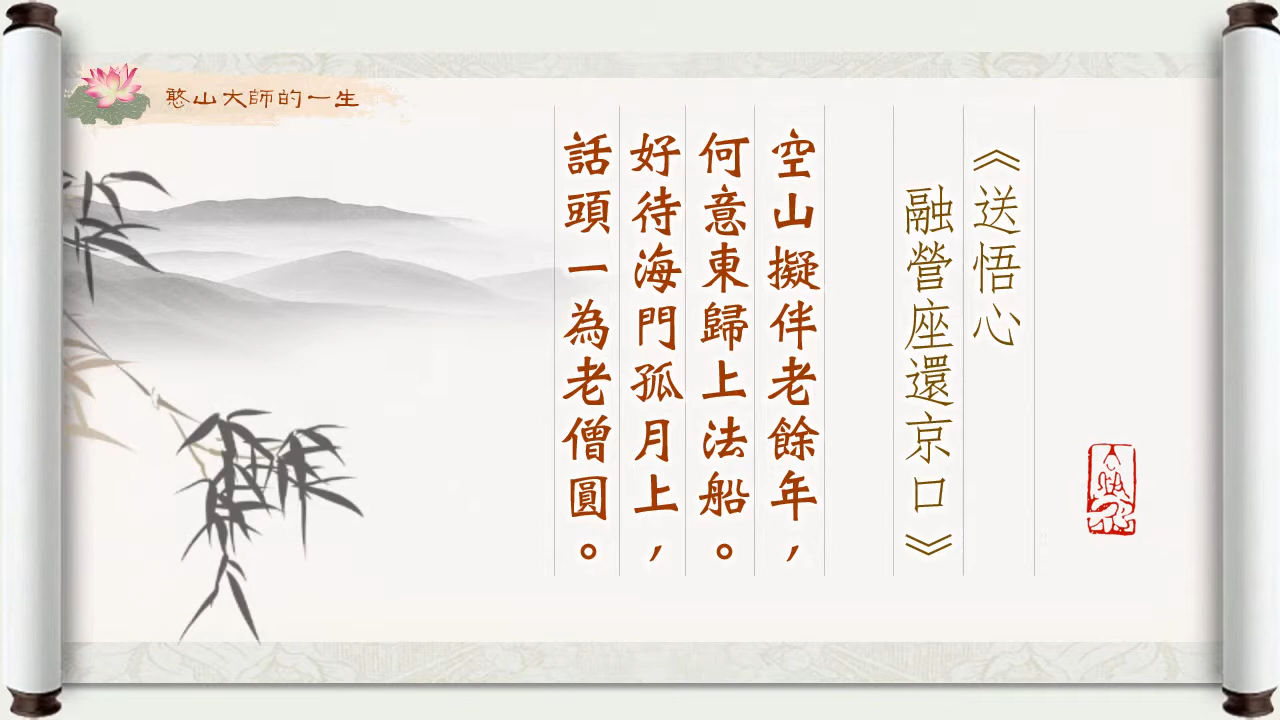 憨山大師的一生
《送悟心
融營座還京口》
空山擬伴老餘年，
何意東歸上法船。
好待海門孤月上，
話頭一為老僧圓。